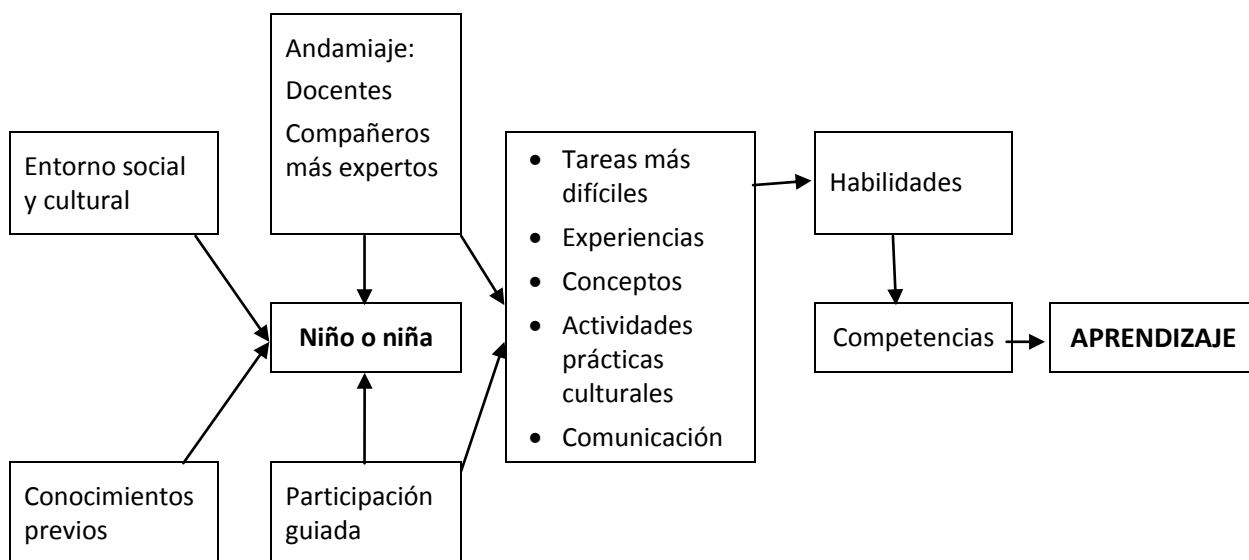 Andamiaje:
Docentes
Compañeros
más expertos
Entorno social
y cultural
• Tareas más
difíciles
• Experiencias
• Conceptos
• Actividades
prácticas
culturales
• Comunicación
Habilidades
Niño o niña
Competencias
APRENDIZAJE
Conocimientos
previos
Participación
guiada